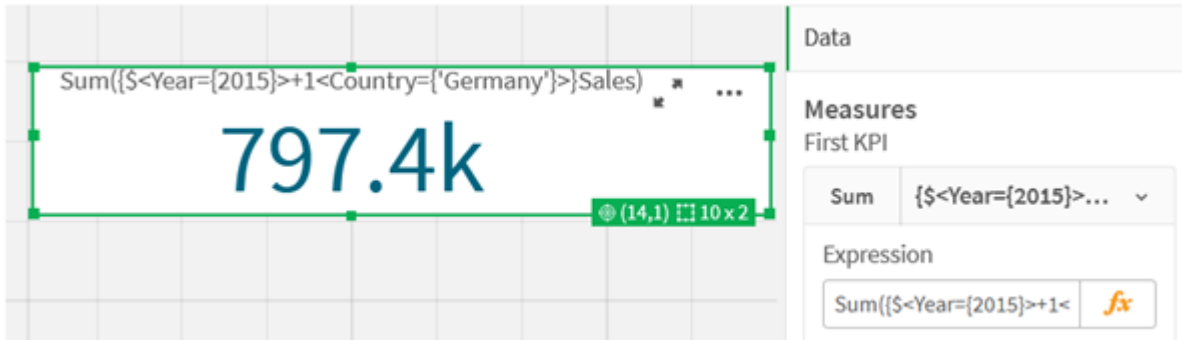 Sum({$<Year={2015}>+1<Country={'Germany'}>}Sales)
797.4k
(14,1) 10 x 2
Data
Measures
First KPI
Sum {$<Year={2015}>...
Expression
Sum({$<Year={2015}>+1< fx